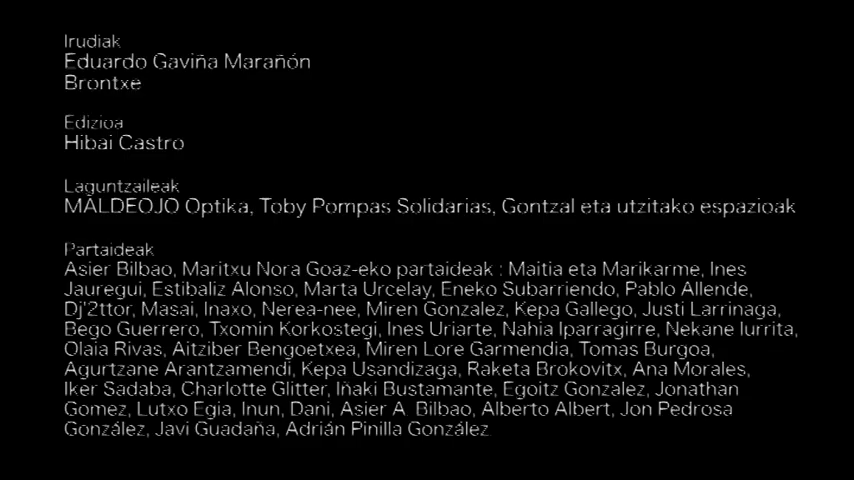 Irudiak
Eduardo Gaviña Marañón
Brontxe
Edizioa
Hibai Castro
Laguntzaileak
MALDEOJO Optika, Toby Pompas Solidarias, Gontzal eta utzitako espazioak
Partaideak
Asier Bilbao, Maritxu Nora Goaz-eko partaideak : Maitia eta Marikarme, Ines
Jauregui, Estibaliz Alonso, Marta Urcelay, Eneko Subarriendo, Pablo Allende,
Dj'2ttor, Masai, Inaxo, Nerea-nee, Miren Gonzalez, Kepa Gallego, Justi Larrinaga,
Bego Guerrero, Txomin Korkostegi, Ines Uriarte, Nahia Iparragirre, Nekane Iurrita,
Olaia Rivas, Aitziber Bengoetxea, Miren Lore Garmendia, Tomas Burgoa,
Agurtzane Arantzamendi, Kepa Usandizaga, Raketa Brokovitx, Ana Morales,
Iker Sadaba, Charlotte Glitter, Iñaki Bustamante, Egoitz Gonzalez, Jonathan
Gomez, Lutxo Egia, Inun, Dani, Asier A. Bilbao, Alberto Albert, Jon Pedrosa
González, Javi Guadaña, Adrián Pinilla González